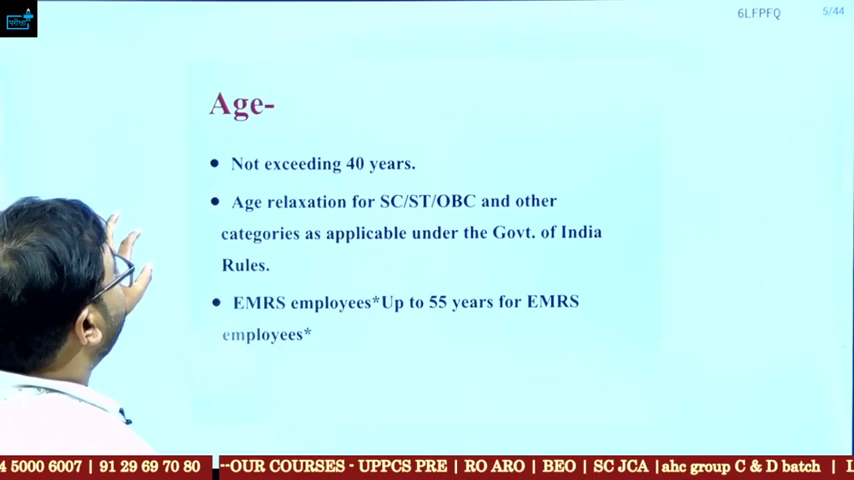 परीक्षा
6LFPFQ 5/44
Age-
• Not exceeding 40 years.
• Age relaxation for SC/ST/OBC and other
categories as applicable under the Govt. of India
Rules.
• EMRS employees*Up to 55 years for EMRS
employees*
4 5000 6007 | 91 29 69 70 80 --OUR COURSES - UPPCS PRE | RO ARO | BEO | SC JCA |ahc group C & D batch | L